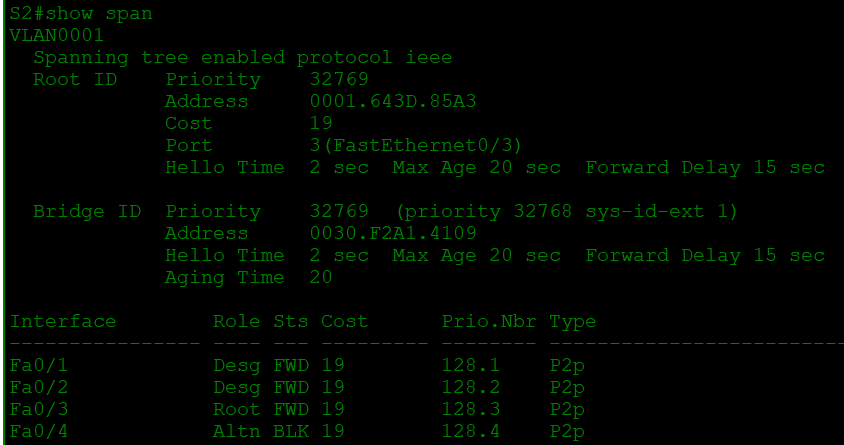 S2#show span
VLAN0001
  Spanning tree enabled protocol ieee
  Root ID    Priority    32769
             Address     0001.643D.85A3
             Cost        19
             Port        3(FastEthernet0/3)
             Hello Time  2 sec  Max Age 20 sec  Forward Delay 15 sec

  Bridge ID  Priority    32769  (priority 32768 sys-id-ext 1)
             Address     0030.F2A1.4109
             Hello Time  2 sec  Max Age 20 sec  Forward Delay 15 sec
             Aging Time  20

Interface        Role Sts Cost      Prio.Nbr Type
---------------- ---- --- --------- -------- --------------------------
Fa0/1            Desg FWD 19        128.1    P2p
Fa0/2            Desg FWD 19        128.2    P2p
Fa0/3            Root FWD 19        128.3    P2p
Fa0/4            Altn BLK 19        128.4    P2p